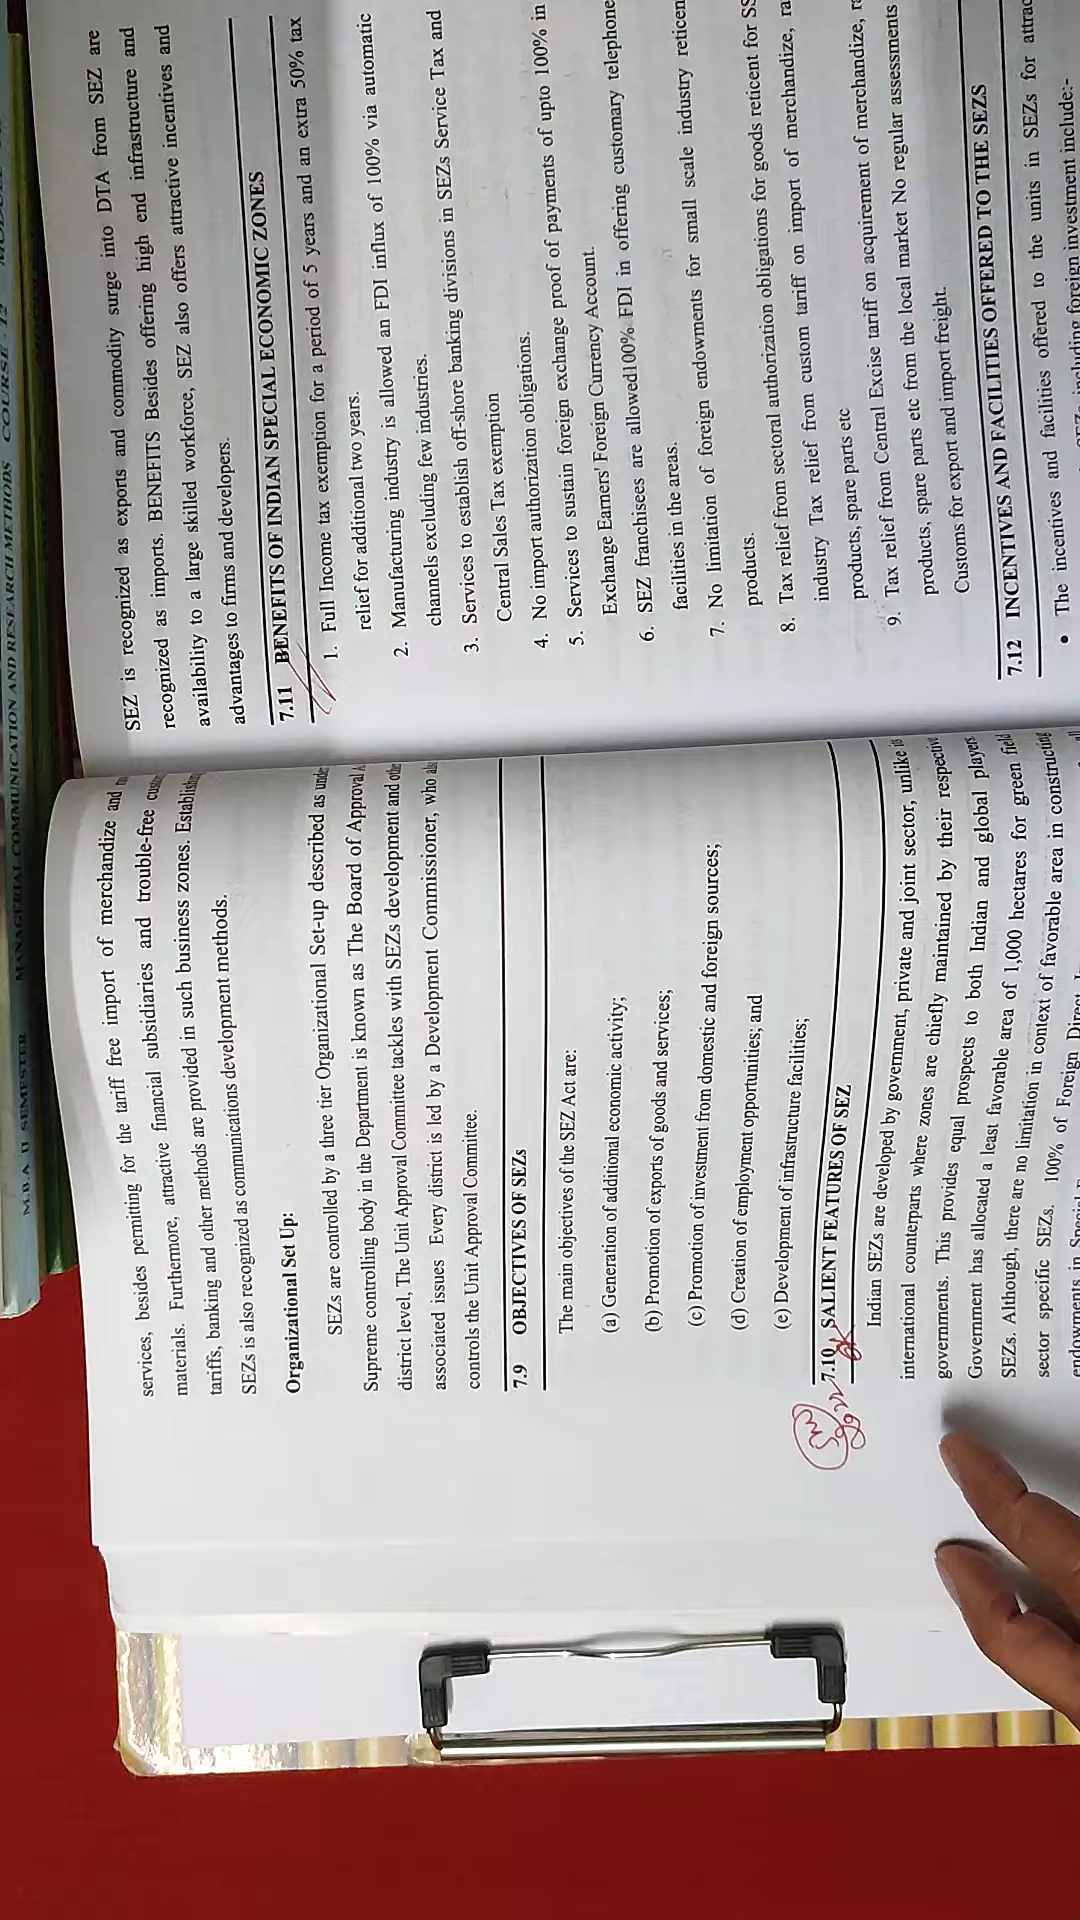 M.B.A II SEMESTER MANAGERIAL COMMUNICATION AND RESEARCH METHODS COURSE - 12
services, besides permitting for the tariff free import of merchandize and
materials. Furthermore, attractive financial subsidiaries and trouble-free
tariffs, banking and other methods are provided in such business zones.
SEZs is also recognized as communications development methods.
Organizational Set Up:
SEZs are controlled by a three tier Organizational Set-up described as
Supreme controlling body in the Department is known as The Board of Approval
district level, The Unit Approval Committee tackles with SEZs development and
associated issues Every district is led by a Development Commissioner, who
controls the Unit Approval Committee.
7.9 OBJECTIVES OF SEZs
The main objectives of the SEZ Act are:
(a) Generation of additional economic activity;
(b) Promotion of exports of goods and services;
(c) Promotion of investment from domestic and foreign sources;
(d) Creation of employment opportunities; and
(e) Development of infrastructure facilities;
7.10 SALIENT FEATURES OF SEZ
Indian SEZs are developed by government, private and joint sector, unlike its
international counterparts where zones are chiefly maintained by their respective
governments. This provides equal prospects to both Indian and global players
Government has allocated a least favorable area of 1,000 hectares for green field
SEZs. Although, there are no limitation in context of favorable area in constructing
sector specific SEZs. 100% of Foreign Direct
SEZ is recognized as exports and commodity surge into DTA from SEZ are
recognized as imports. BENEFITS Besides offering high end infrastructure and
availability to a large skilled workforce, SEZ also offers attractive incentives and
advantages to firms and developers.
7.11 BENEFITS OF INDIAN SPECIAL ECONOMIC ZONES
1. Full Income tax exemption for a period of 5 years and an extra 50% tax
relief for additional two years.
2. Manufacturing industry is allowed an FDI influx of 100% via automatic
channels excluding few industries.
3. Services to establish off-shore banking divisions in SEZs Service Tax and
Central Sales Tax exemption
4. No import authorization obligations.
5. Services to sustain foreign exchange proof of payments of upto 100% in
Exchange Earners' Foreign Currency Account.
6. SEZ franchisees are allowed100% FDI in offering customary telephone
facilities in the areas.
7. No limitation of foreign endowments for small scale industry
products.
8. Tax relief from sectoral authorization obligations for goods reticent for
industry Tax relief from custom tariff on import of merchandize,
products, spare parts etc
9. Tax relief from Central Excise tariff on acquirement of merchandize,
products, spare parts etc from the local market No regular assessments
Customs for export and import freight.
7.12 INCENTIVES AND FACILITIES OFFERED TO THE SEZS
• The incentives and facilities offered to the units in SEZs for
including foreign investment include:-